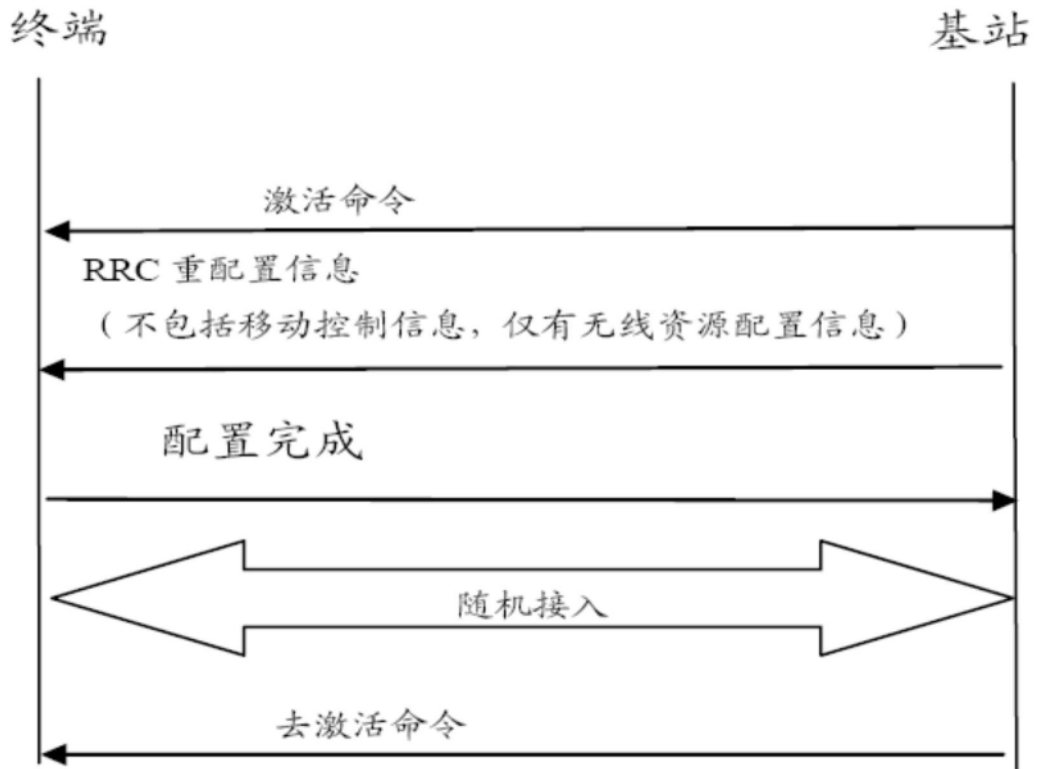 终端
基站
激活命令
RRC 重配置信息
（不包括移动控制信息，仅有无线资源配置信息）
配置完成
随机接入
去激活命令